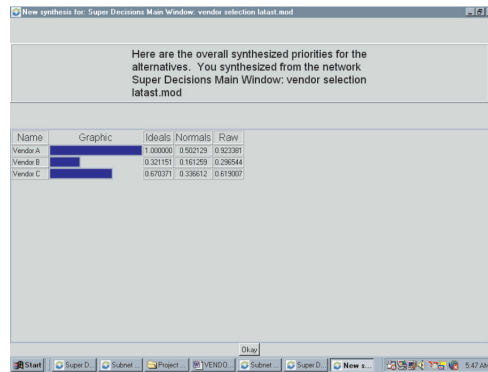 New synthesis for: Super Decisions Main Window: vendor selection latast.mod
Here are the overall synthesized priorities for the
alternatives. You synthesized from the network
Super Decisions Main Window: vendor selection
latast.mod
Name Graphic Ideals Normals Raw
Vendor A 1.000000 0.502129 0.923381
Vendor B 0.321151 0.161259 0.296544
Vendor C 0.670371 0.336612 0.619007
Okay
Start Super D... Subnet ... Project ... VENDO... Subnet ... Super D... New s... 5:47 AM